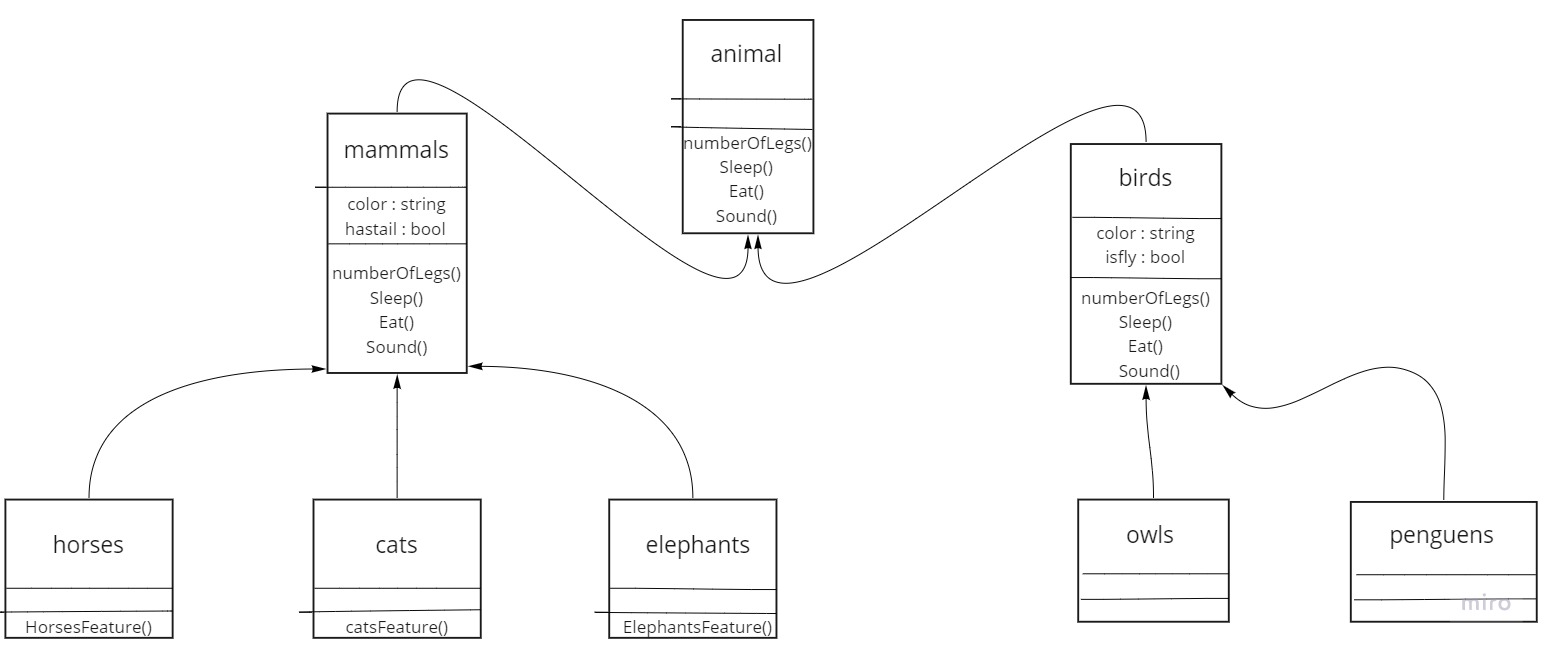 animal
numberOfLegs()
Sleep()
Eat()
Sound()
mammals
color : string
hastail : bool
numberOfLegs()
Sleep()
Eat()
Sound()
birds
color : string
isfly : bool
numberOfLegs()
Sleep()
Eat()
Sound()
horses
HorsesFeature()
cats
catsFeature()
elephants
ElephantsFeature()
owls
penguens
miro